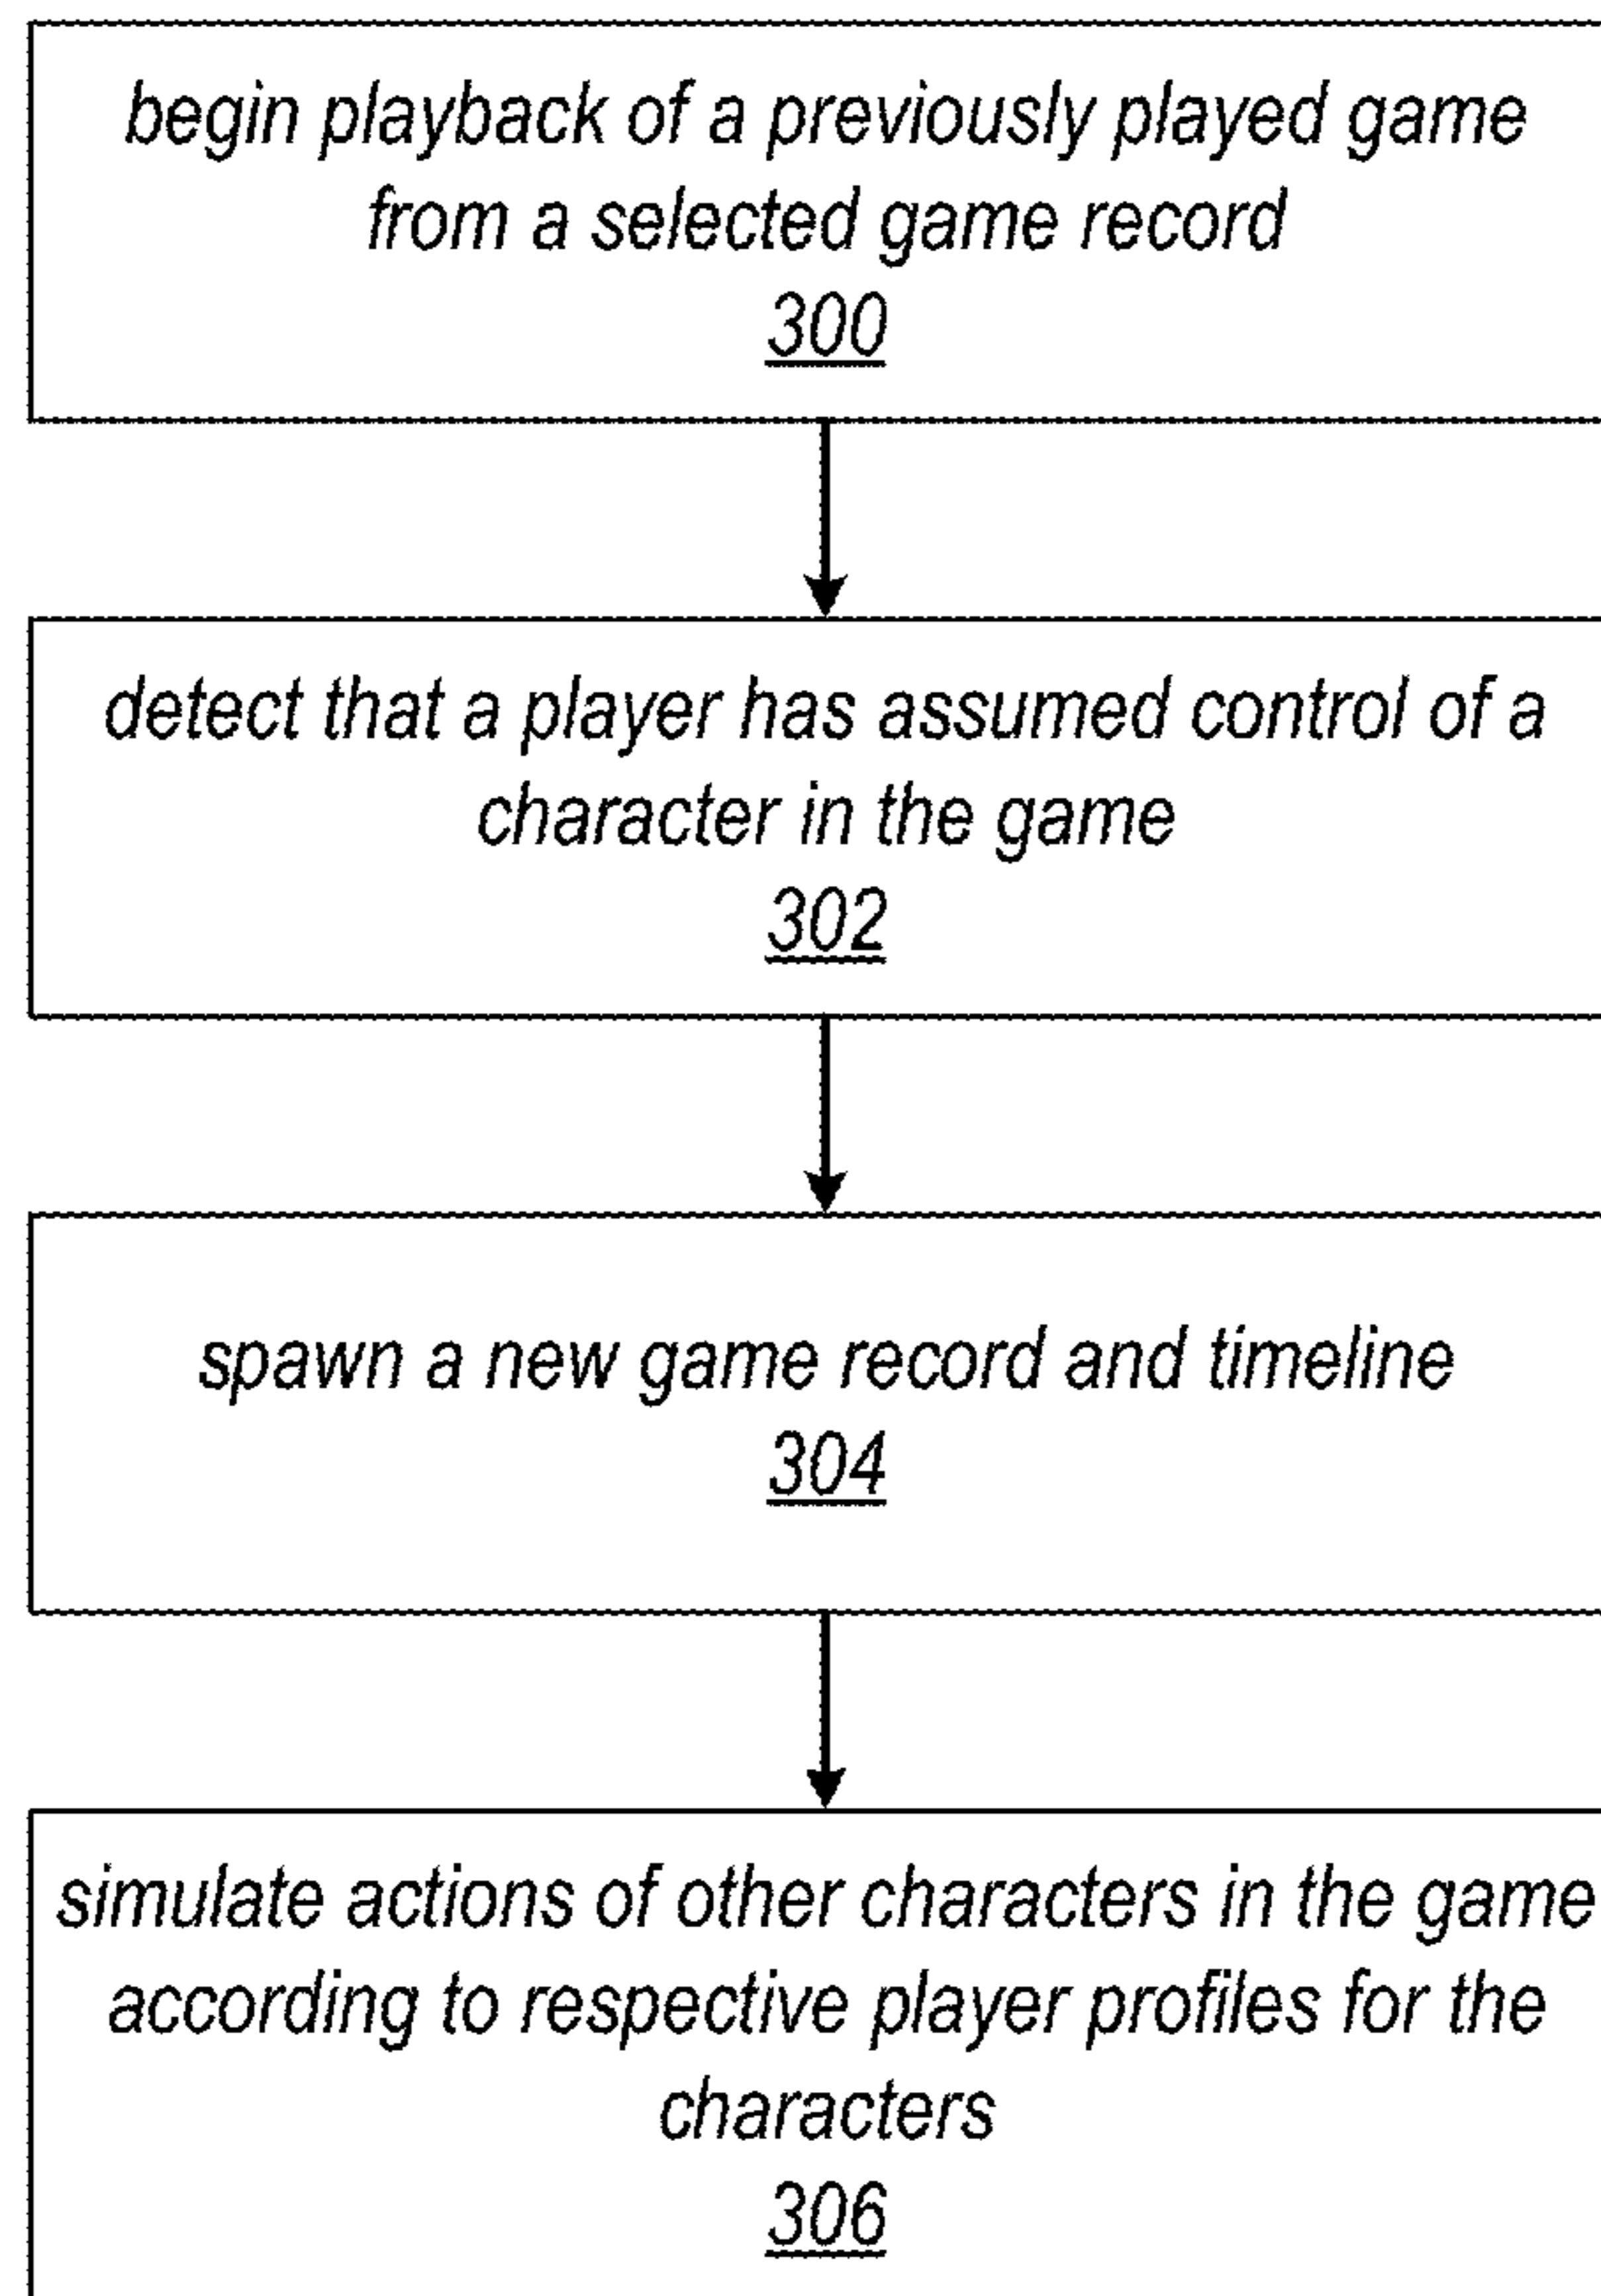 begin playback of a previously played game
from a selected game record
300
detect that a player has assumed control of a
character in the game
302
spawn a new game record and timeline
304
simulate actions of other characters in the game
according to respective player profiles for the
characters
306